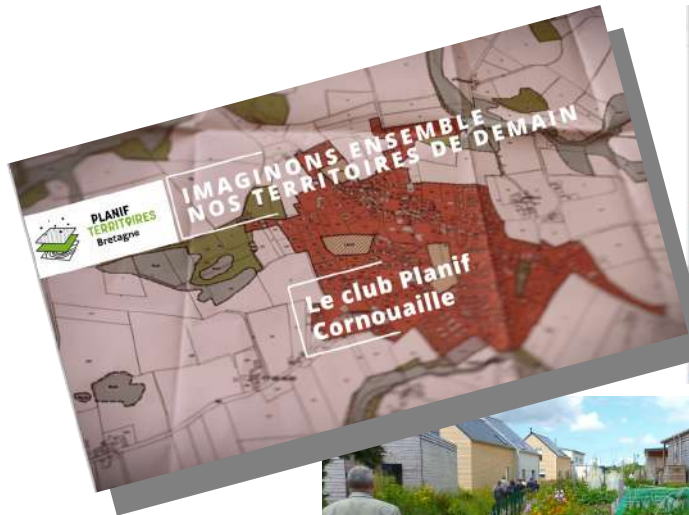 IMAGINONS ENSEMBLE
NOS TERRITOIRES DE DEMAIN
PLANIF
TERRITOIRES
Bretagne
Le club Planif
Cornouaille